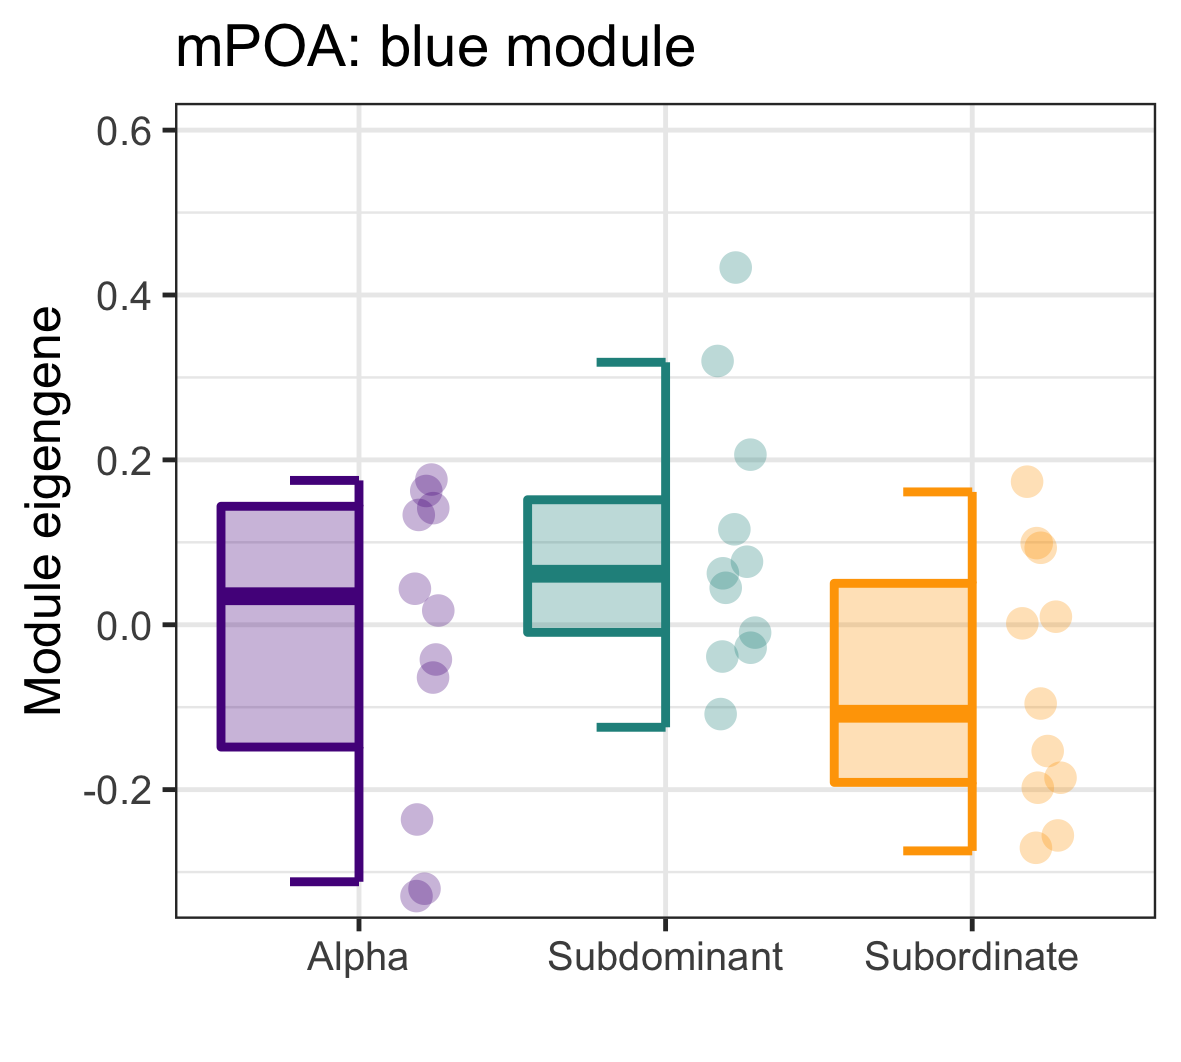 mPOA: blue module
Module eigengene
0.6
0.4
0.2
0.0
-0.2
Alpha
Subdominant
Subordinate